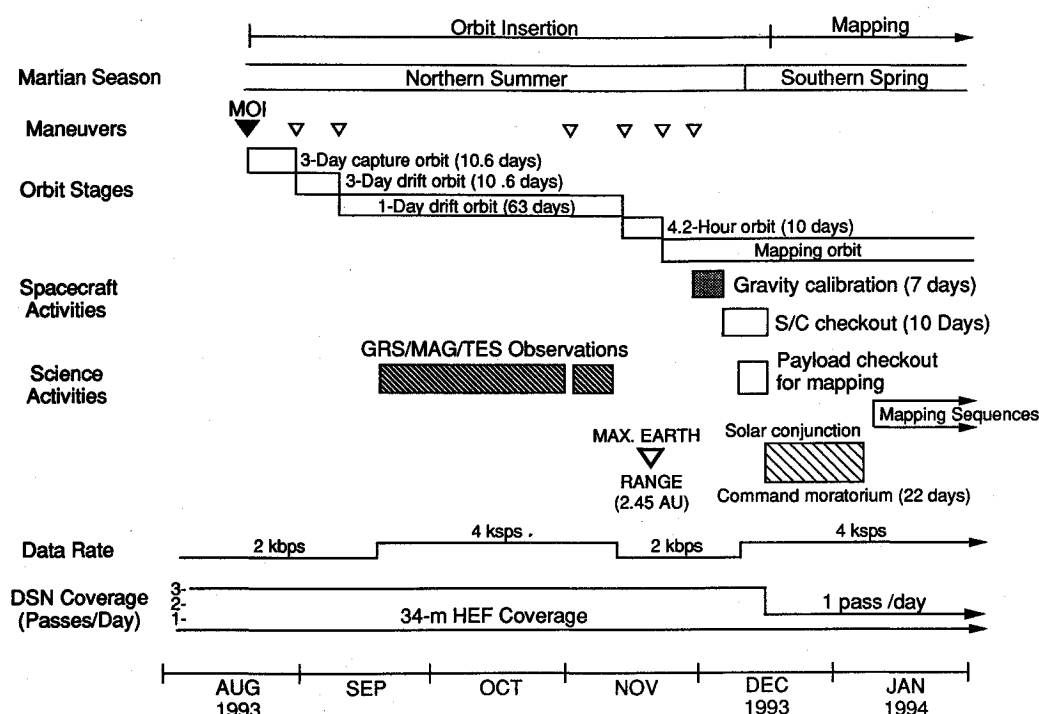 Orbit Insertion
Mapping
Martian Season
Northern Summer
Southern Spring
MOI
Maneuvers
3-Day capture orbit (10.6 days)
3-Day drift orbit (10 .6 days)
Orbit Stages
1-Day drift orbit (63 days)
4.2-Hour orbit (10 days)
Mapping orbit
Spacecraft
Activities
Gravity calibration (7 days)
S/C checkout (10 Days)
GRS/MAG/TES Observations
Science
Activities
Payload checkout
for mapping
Mapping Sequences
MAX. EARTH
RANGE
(2.45 AU)
Solar conjunction
Command moratorium (22 days)
Data Rate
2 kbps
4 ksps .
2 kbps
4 ksps
DSN Coverage
(Passes/Day)
3-
2-
1-
34-m HEF Coverage
1 pass /day
AUG
1993
SEP
OCT
NOV
DEC
1993
JAN
1994